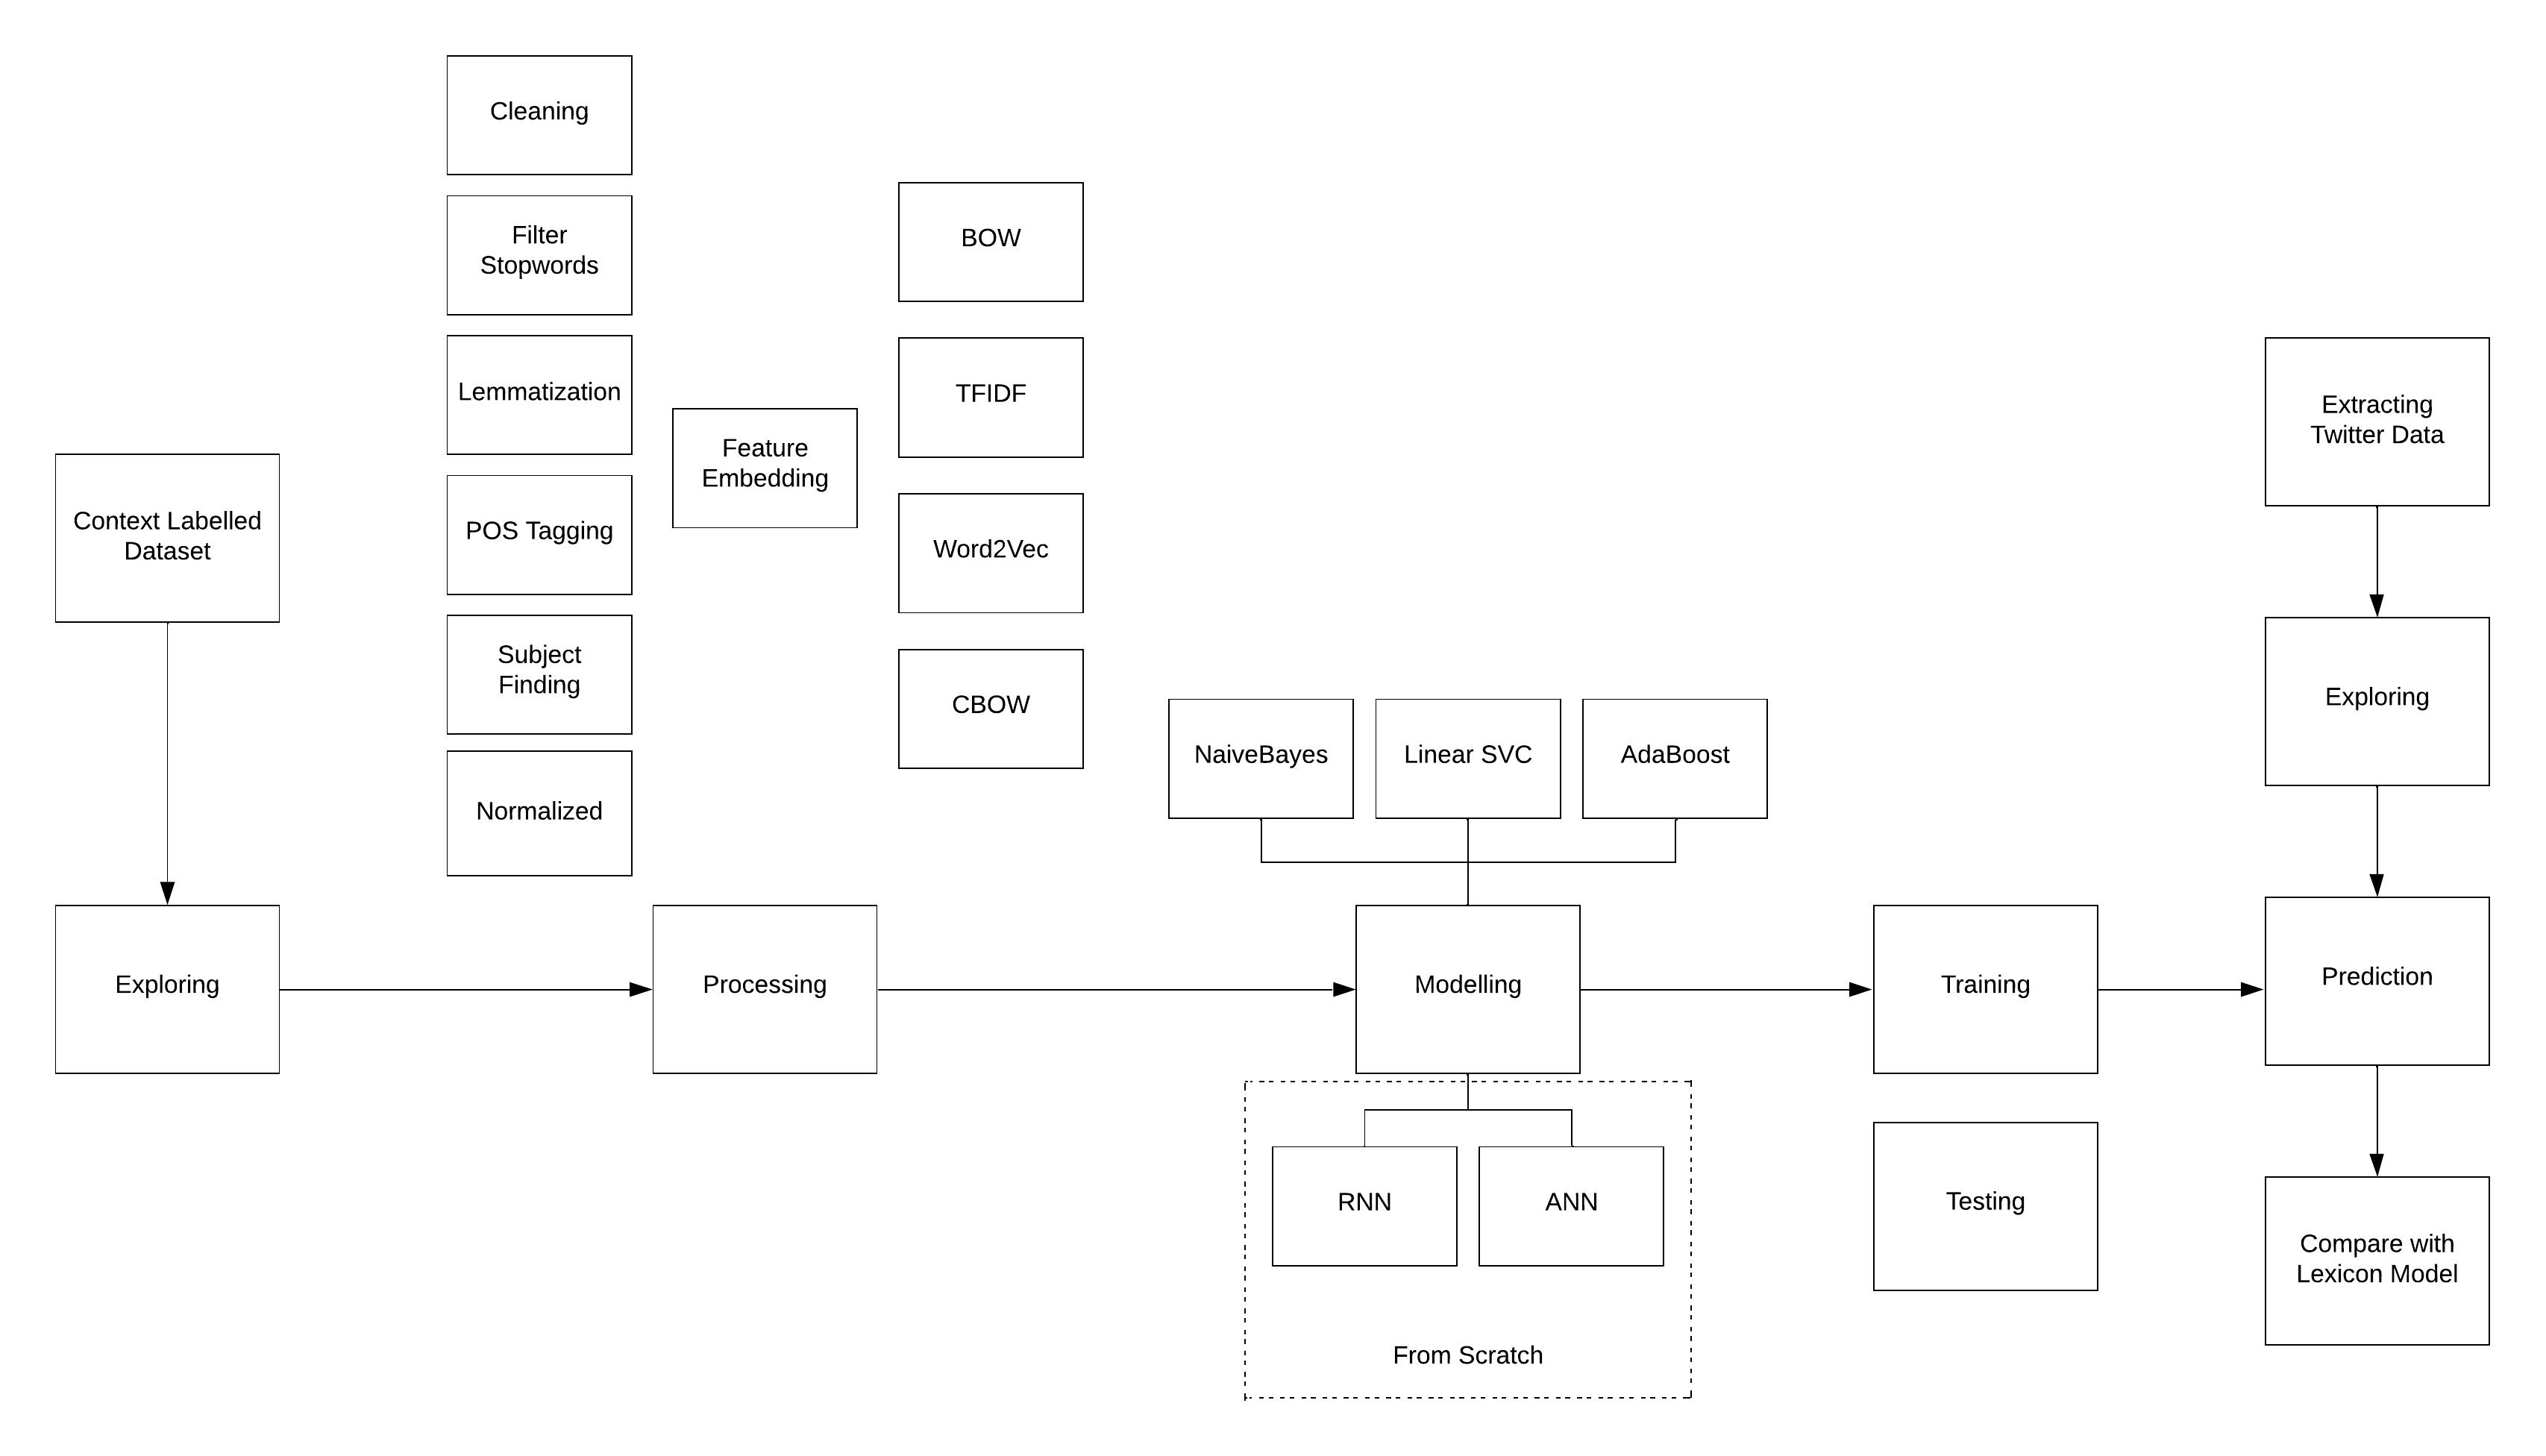 Cleaning
Filter
Stopwords
Lemmatization
POS Tagging
Subject
Finding
Normalized
Feature
Embedding
BOW
TFIDF
Word2Vec
CBOW
Context Labelled
Dataset
Exploring
Processing
NaiveBayes
Linear SVC
AdaBoost
Modelling
RNN
ANN
From Scratch
Training
Testing
Extracting
Twitter Data
Exploring
Prediction
Compare with
Lexicon Model